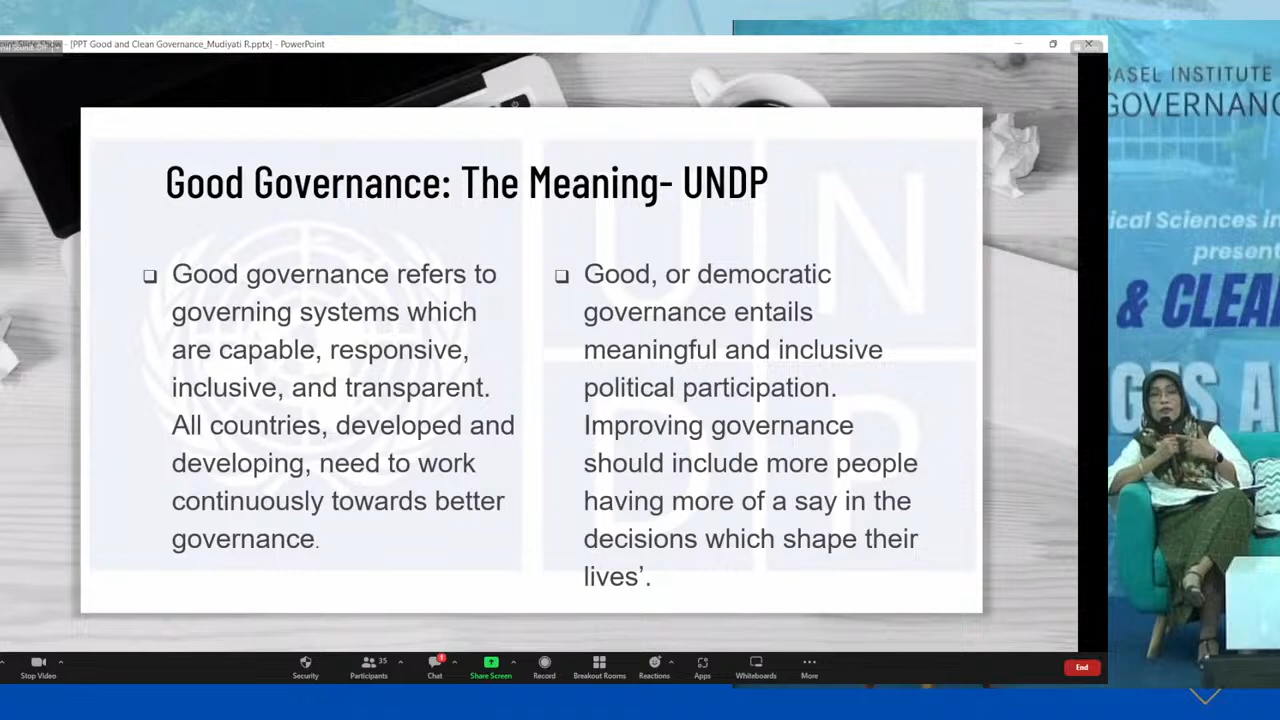 [PPT Good and Clean Governance_Mudiyati R.pptx] - PowerPoint
BASEL INSTITUTE
GOVERNANC
ical Sciences in
present
& CLEA
GES A
Good Governance: The Meaning- UNDP
❑ Good governance refers to
governing systems which
are capable, responsive,
inclusive, and transparent.
All countries, developed and
developing, need to work
continuously towards better
governance.
❑ Good, or democratic
governance entails
meaningful and inclusive
political participation.
Improving governance
should include more people
having more of a say in the
decisions which shape their
lives’.
U N
D P
Stop Video
Security
Participants
35
Chat
Share Screen
Record
Breakout Rooms
Reactions
Apps
Whiteboards
More
End